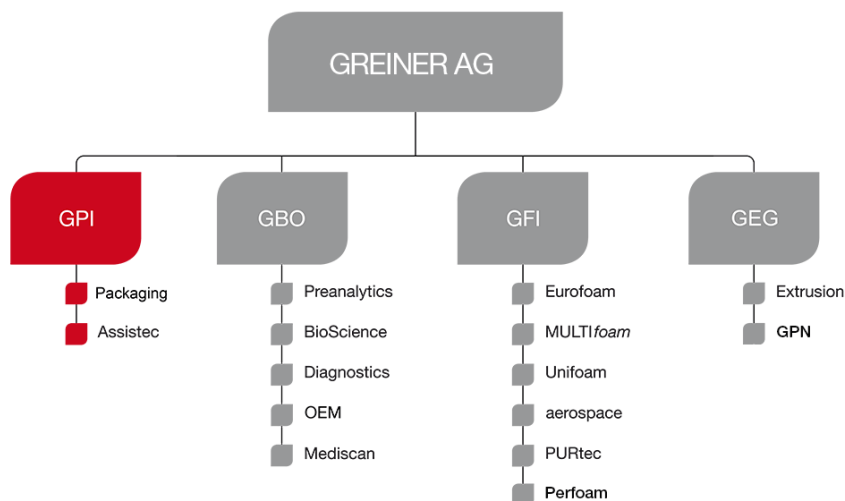 GREINER AG
GPI
GBO
GFI
GEG
Packaging
Assistec
Preanalytics
BioScience
Diagnostics
OEM
Mediscan
Eurofoam
MULTIfoam
Unifoam
aerospace
PURtec
Perfoam
Extrusion
GPN